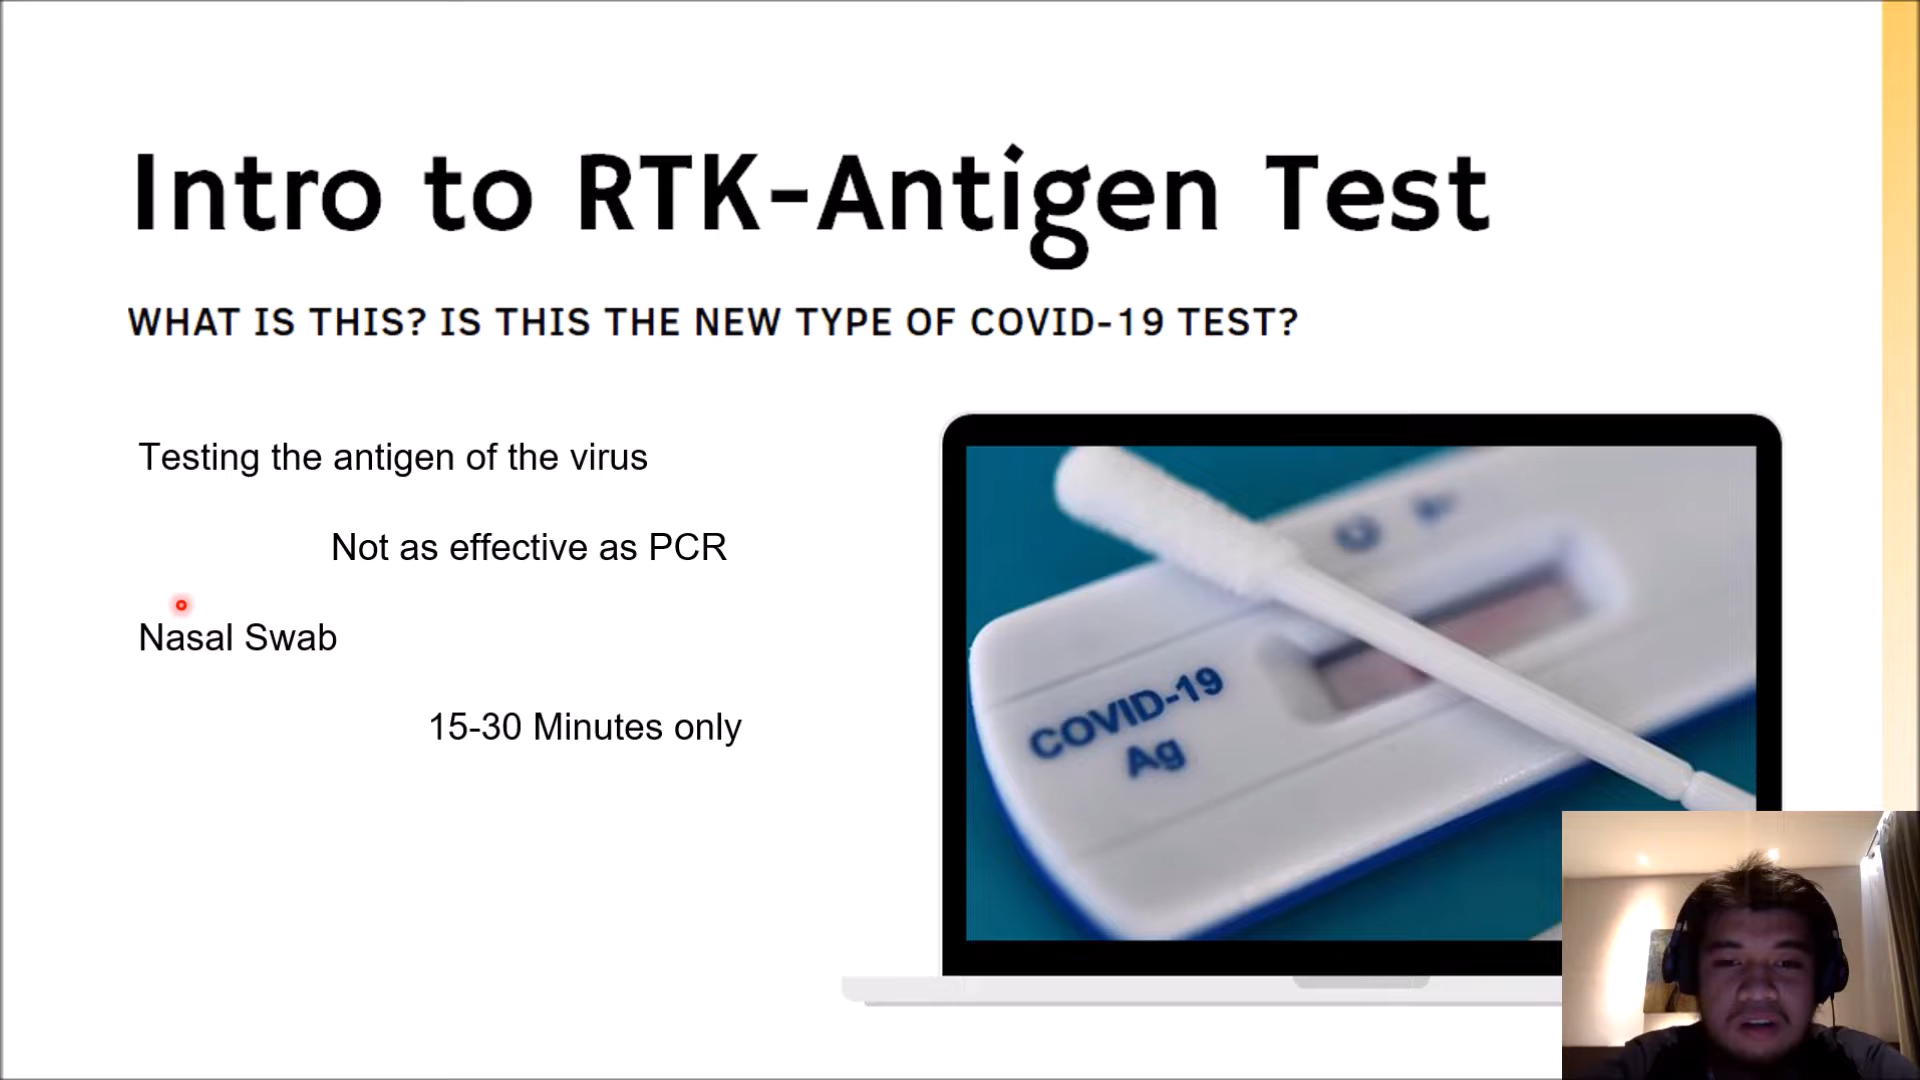 Intro to RTK-Antigen Test
WHAT IS THIS? IS THIS THE NEW TYPE OF COVID-19 TEST?
Testing the antigen of the virus
Not as effective as PCR
Nasal Swab
15-30 Minutes only
COVID-19
Ag